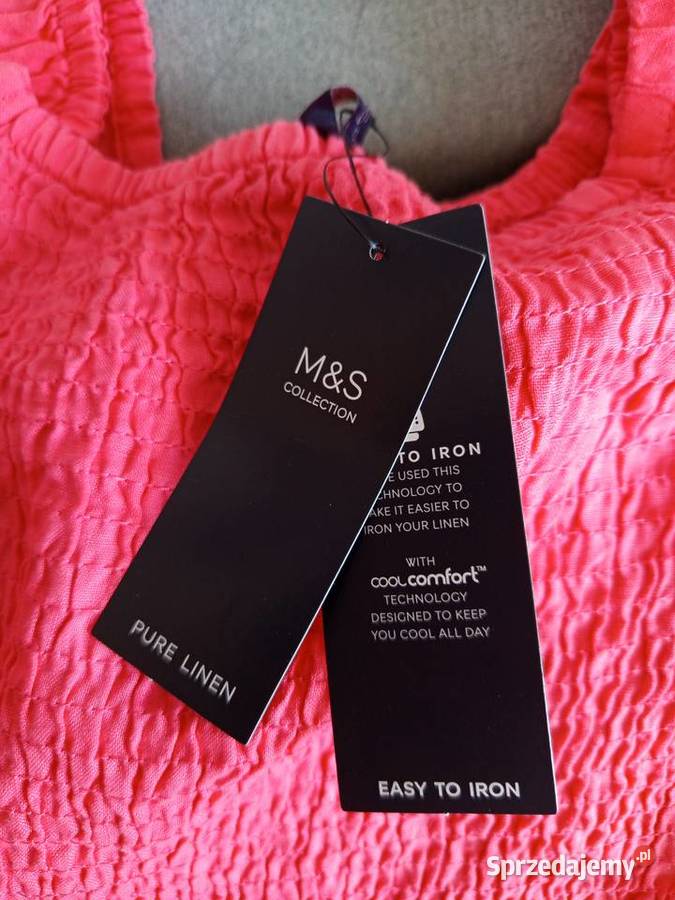 M&S
COLLECTION
PURE LINEN
TO IRON
USED THIS
TO
IT EASIER TO
IRON YOUR LINEN
WITH
COOLcomfort™
TECHNOLOGY
DESIGNED TO KEEP
YOU COOL ALL DAY
EASY TO IRON
Sprzedajemy.pl